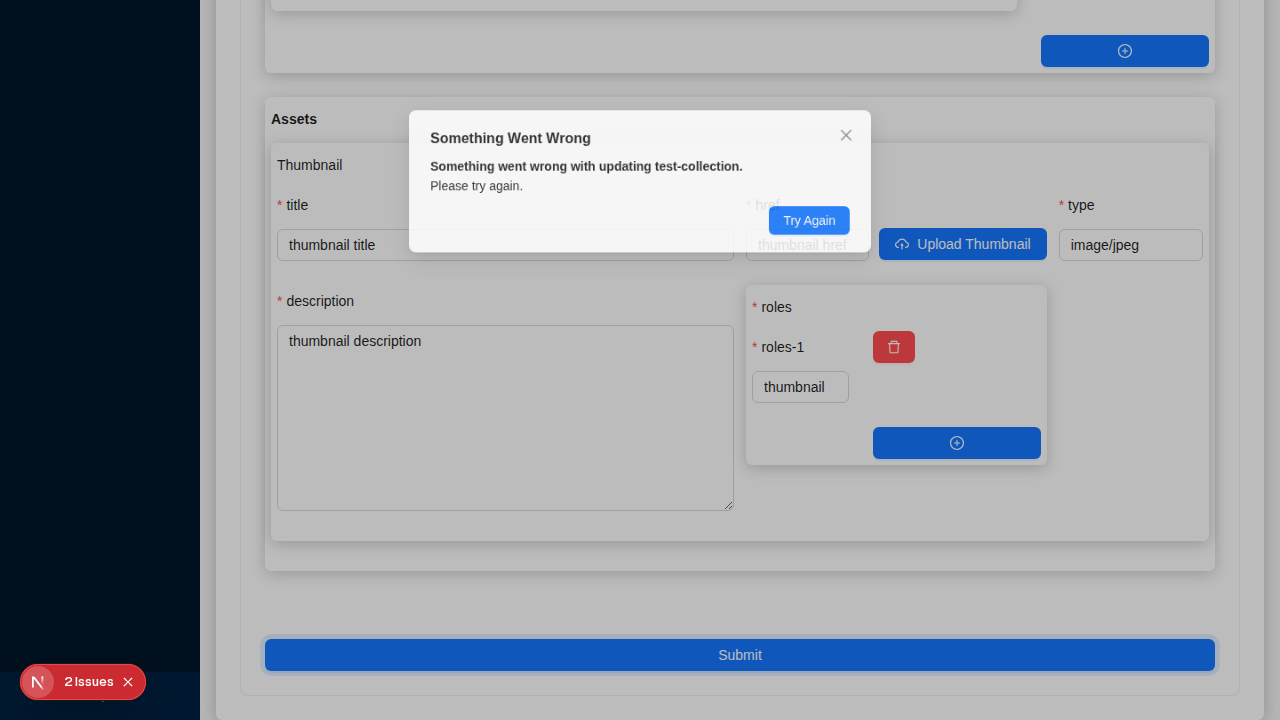 Assets
Something Went Wrong
Something went wrong with updating test-collection.
Please try again.
Try Again
Thumbnail
* title
* href
* type
thumbnail title
thumbnail href
Upload Thumbnail
image/jpeg
* description
* roles
thumbnail description
* roles-1
thumbnail
Submit
N 2 Issues